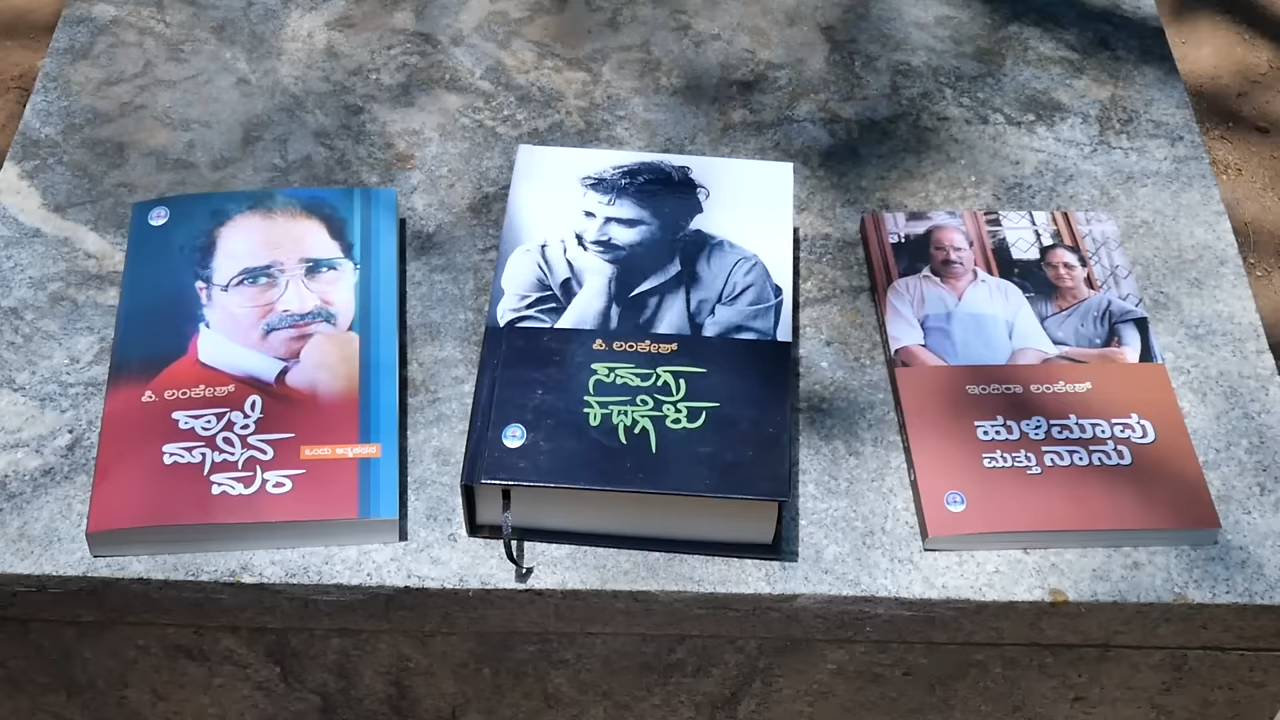 ಪಿ. ಲಂಕೇಶ್
ಹುಳಿ
ಮಾವಿನ
ಮರ
ಒಂದು ಆತ್ಮಕಥನ
ಪಿ. ಲಂಕೇಶ್
ಸಮಗ್ರ
ಕಥೆಗಳು
ಇಂದಿರಾ ಲಂಕೇಶ್
ಹುಳಿಮಾವು
ಮತ್ತು ನಾನು